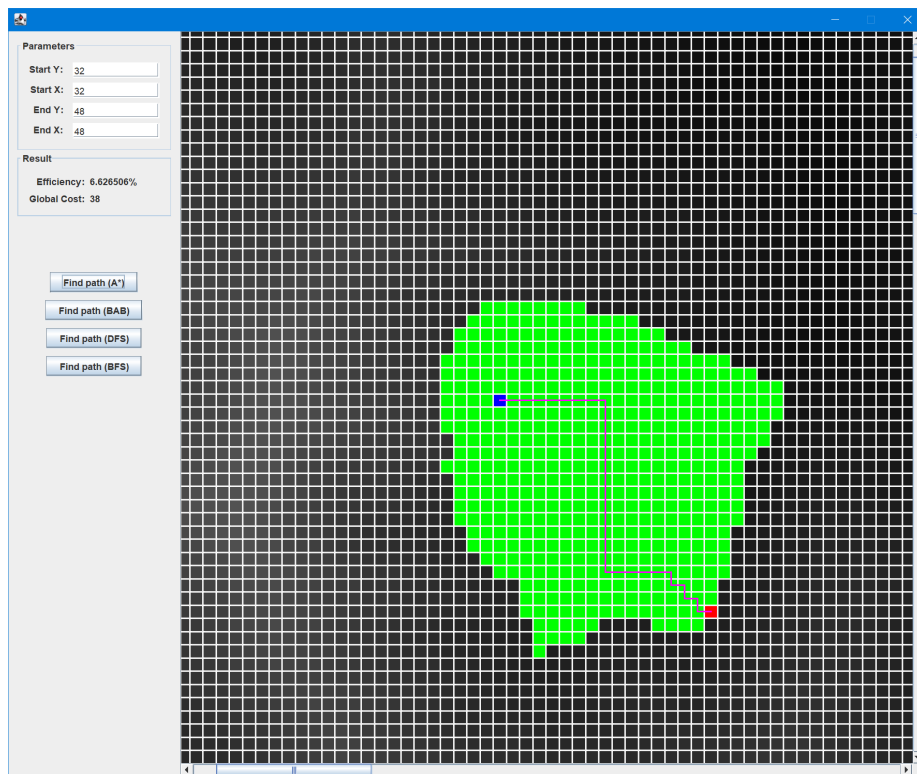 Parameters
Start Y: 32
Start X: 32
End Y: 48
End X: 48
Result
Efficiency: 6.626506%
Global Cost: 38
Find path (A*)
Find path (BAB)
Find path (DFS)
Find path (BFS)